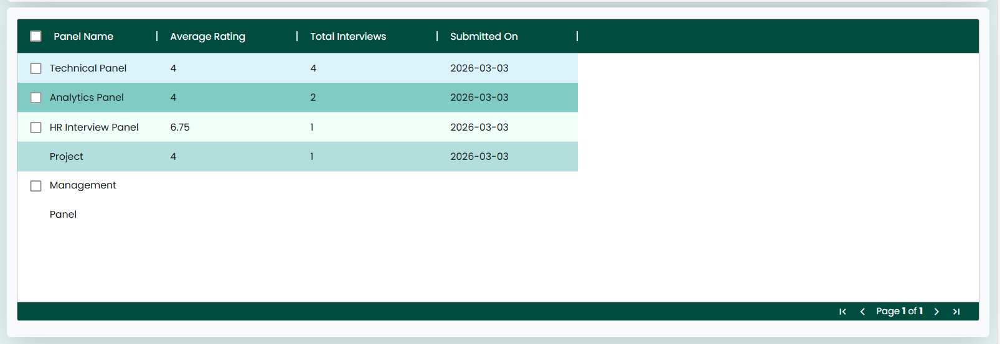 Panel Name | Average Rating | Total Interviews | Submitted On |
Technical Panel 4 4 2026-03-03
Analytics Panel 4 2 2026-03-03
HR Interview Panel 6.75 1 2026-03-03
Project 4 1 2026-03-03
Management
Panel
Page 1 of 1